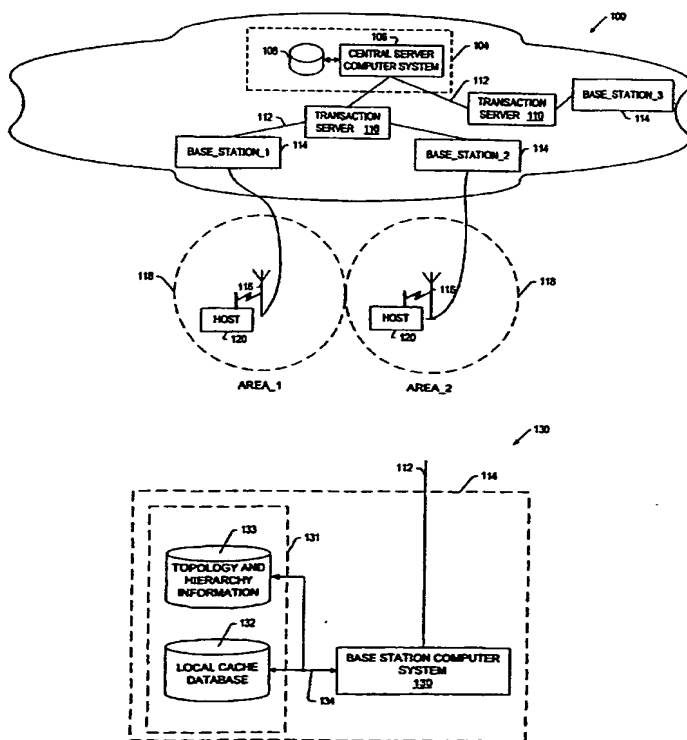 100
106
108
CENTRAL SERVER
COMPUTER SYSTEM
104
112
112
TRANSACTION
SERVER 110
TRANSACTION
SERVER 110
BASE_STATION_3
114
BASE_STATION_1
114
BASE_STATION_2
114
118
116
HOST
120
116
HOST
120
118
AREA_1
AREA_2
130
112
114
133
131
TOPOLOGY AND
HIERARCHY
INFORMATION
132
LOCAL CACHE
DATABASE
134
BASE STATION COMPUTER
SYSTEM
130